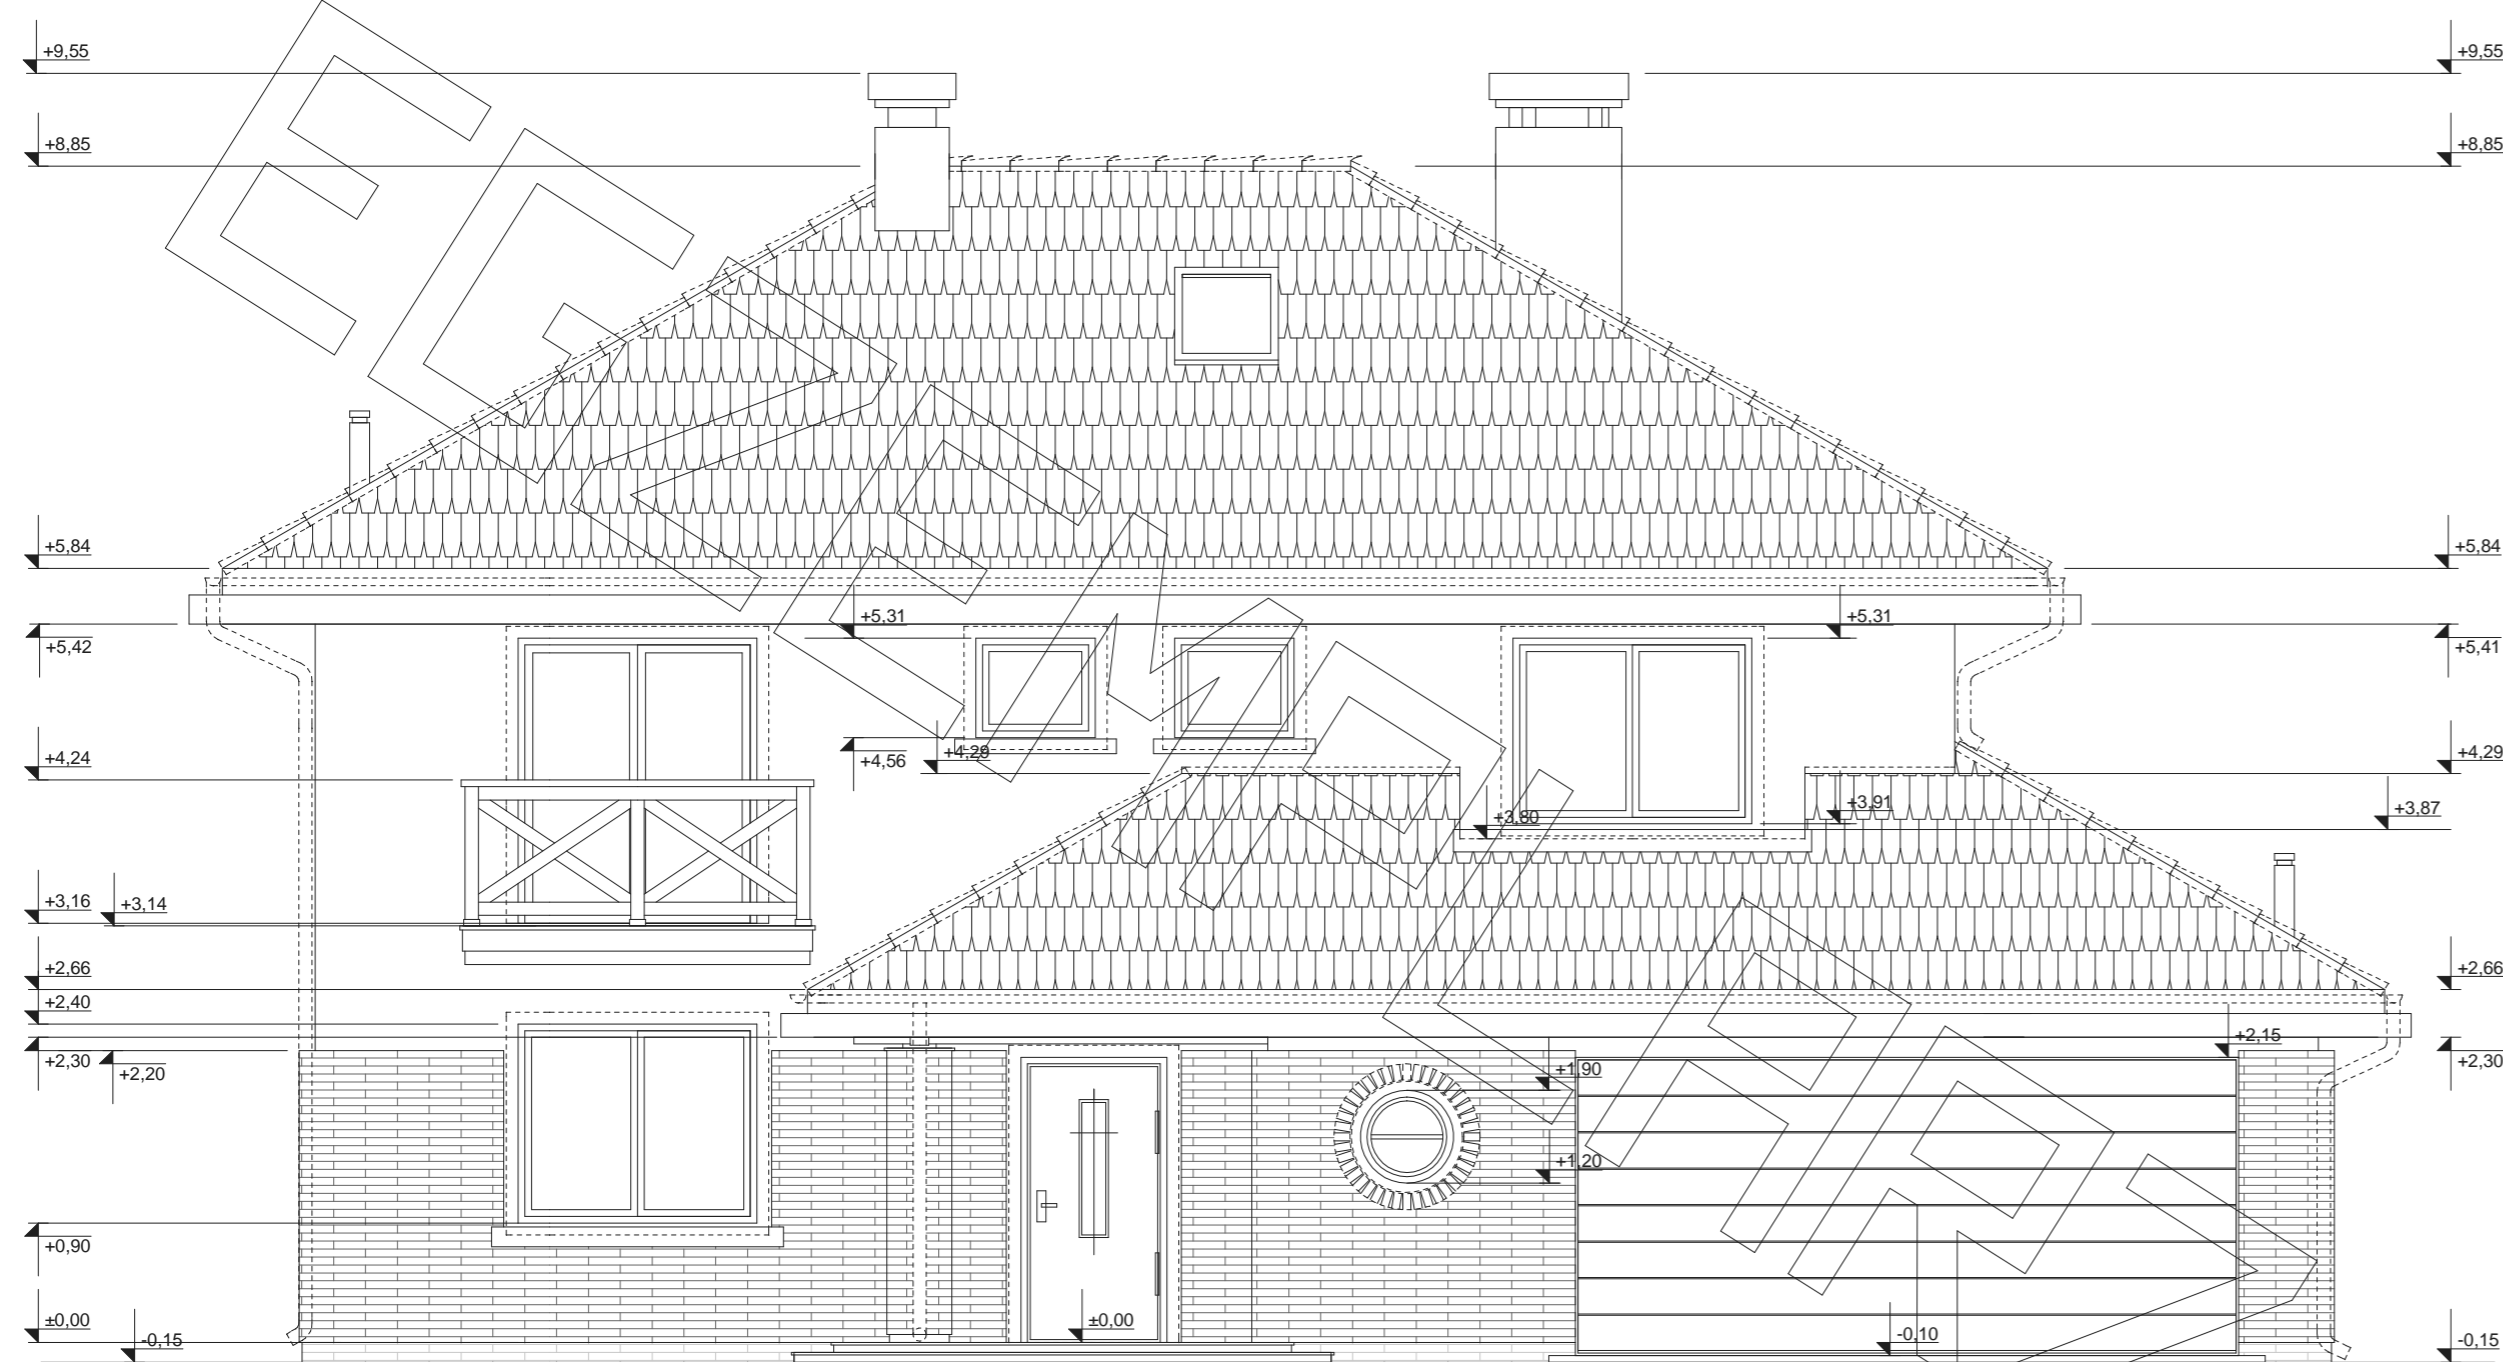 +9,55 +9,55
+8,85 +8,85
+5,84 +5,84
+5,31 +5,31
+5,42 +5,41
+4,24 +4,56 +4,29 +4,29
+3,80 +3,91 +3,87
+3,16 +3,14
+2,66 +2,66
+2,40
+2,15
+2,30 +2,20 +2,30
+1,90
+1,20
+0,90
±0,00 ±0,00
-0,15 -0,10 -0,15
EGZEMPLARZ